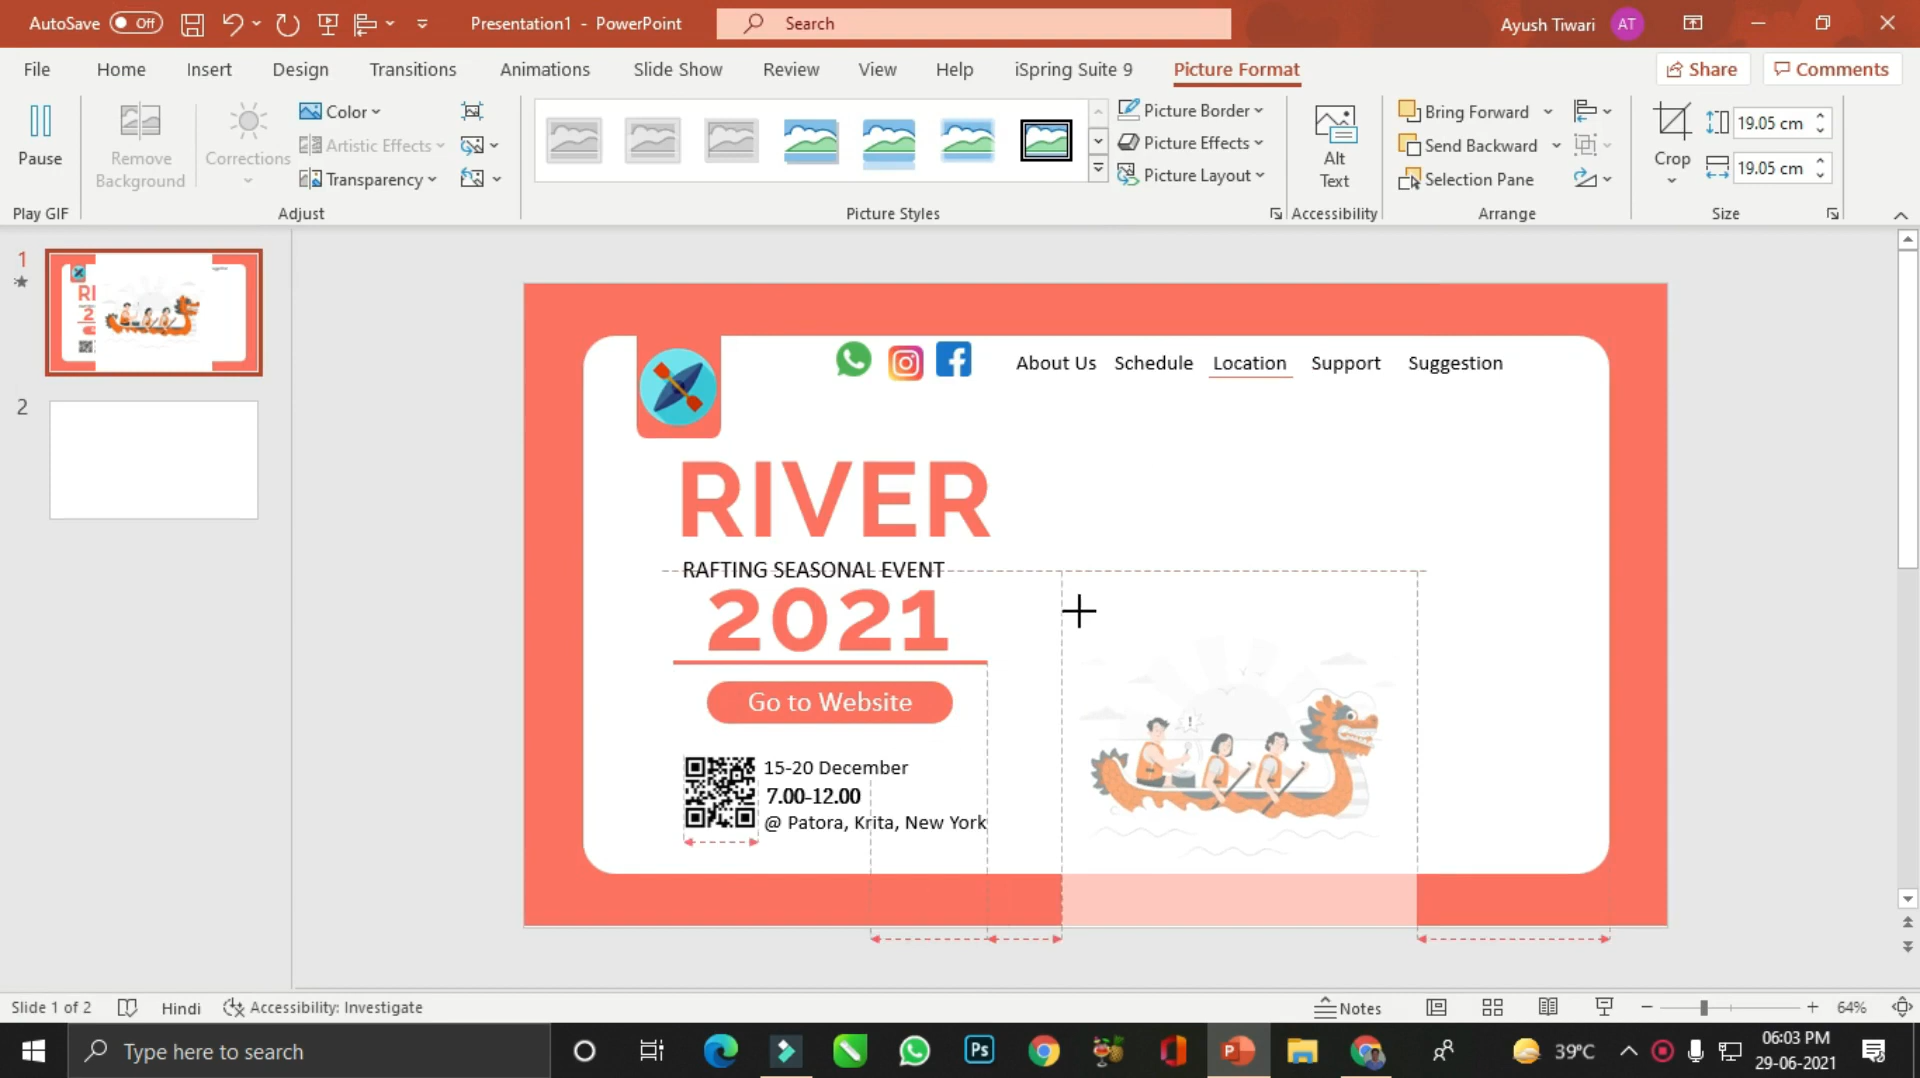 AutoSave Off Presentation1 - PowerPoint Search Ayush Tiwari AT
File Home Insert Design Transitions Animations Slide Show Review View Help iSpring Suite 9 Picture Format Share Comments
Pause
Play GIF
Remove Background
Corrections
Color
Artistic Effects
Transparency
Adjust
Picture Styles
Picture Border
Picture Effects
Picture Layout
Alt Text
Accessibility
Bring Forward
Send Backward
Selection Pane
Arrange
Crop
19.05 cm
19.05 cm
Size
1
2
About Us Schedule Location Support Suggestion
RIVER
RAFTING SEASONAL EVENT
2021
Go to Website
15-20 December
7.00-12.00
@ Patora, Krita, New York
!
Slide 1 of 2 Hindi Accessibility: Investigate Notes 64%
Type here to search Ps 39°C 06:03 PM
29-06-2021